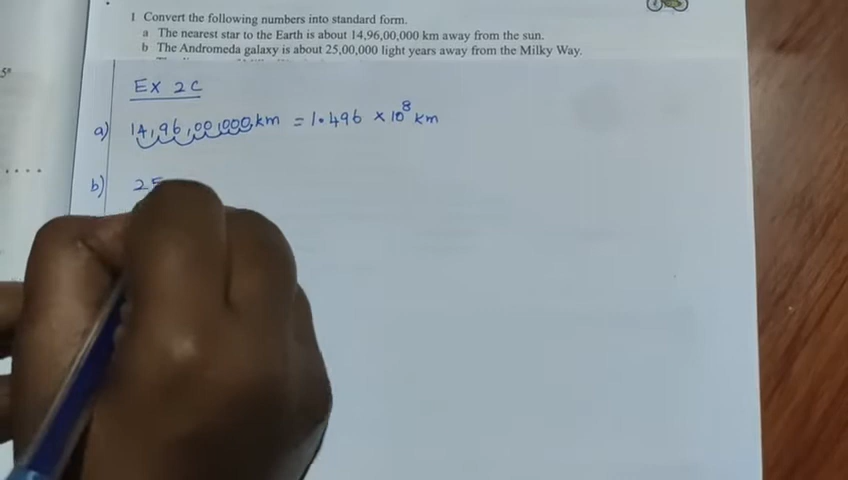 1 Convert the following numbers into standard form.
a The nearest star to the Earth is about 14,96,00,000 km away from the sun.
b The Andromeda galaxy is about 25,00,000 light years away from the Milky Way.
Ex 2C
a) 14,96,00,000 km = 1.496 × 10⁸ km
b) 25